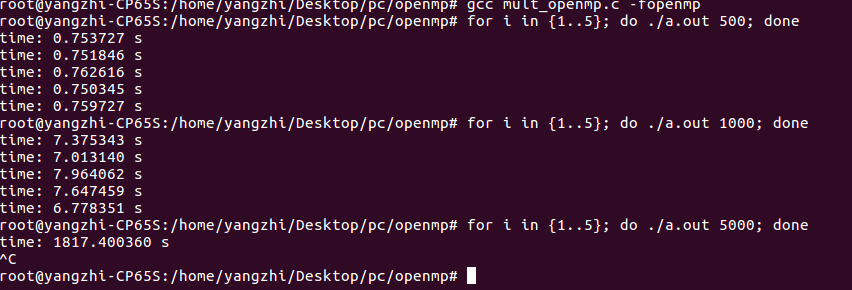 root@yangzhi-CP65S:/home/yangzhi/Desktop/pc/openmp# gcc mult_openmp.c -fopenmp
root@yangzhi-CP65S:/home/yangzhi/Desktop/pc/openmp# for i in {1..5}; do ./a.out 500; done
time: 0.753727 s
time: 0.751846 s
time: 0.762616 s
time: 0.750345 s
time: 0.759727 s
root@yangzhi-CP65S:/home/yangzhi/Desktop/pc/openmp# for i in {1..5}; do ./a.out 1000; done
time: 7.375343 s
time: 7.013140 s
time: 7.964062 s
time: 7.647459 s
time: 6.778351 s
root@yangzhi-CP65S:/home/yangzhi/Desktop/pc/openmp# for i in {1..5}; do ./a.out 5000; done
time: 1817.400360 s
^C
root@yangzhi-CP65S:/home/yangzhi/Desktop/pc/openmp#